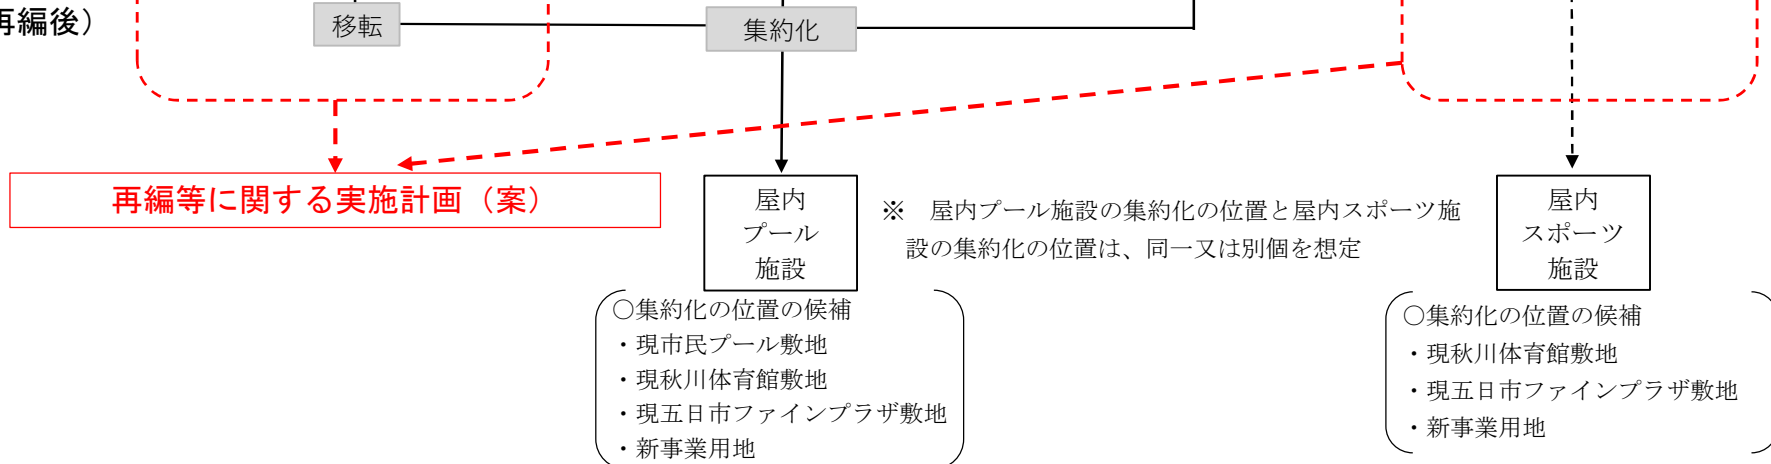 再編後）
移転
集約化
再編等に関する実施計画（案）
屋内
プール
施設
※　屋内プール施設の集約化の位置と屋内スポーツ施
設の集約化の位置は、同一又は別個を想定
屋内
スポーツ
施設
○集約化の位置の候補
・現市民プール敷地
・現秋川体育館敷地
・現五日市ファインプラザ敷地
・新事業用地
○集約化の位置の候補
・現秋川体育館敷地
・現五日市ファインプラザ敷地
・新事業用地